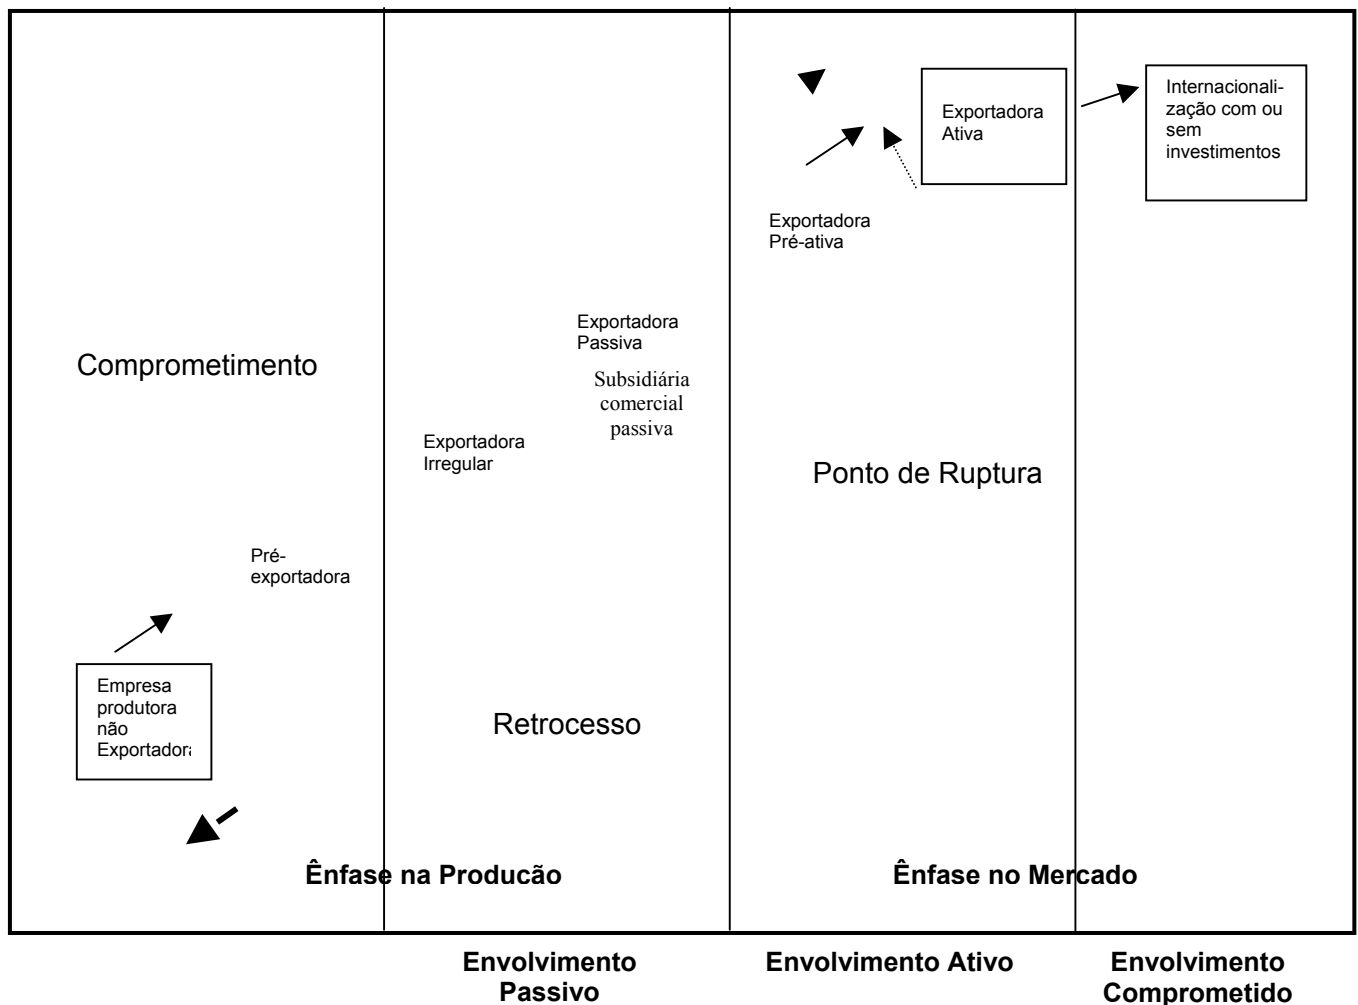 Exportadora
Ativa
Internacionali-
zação com ou
sem
investimentos
Exportadora
Pré-ativa
Exportadora
Passiva
Comprometimento
Subsidiária
comercial
passiva
Exportadora
Irregular
Ponto de Ruptura
Pré-
exportadora
Empresa
produtora
não
Exportadora
Retrocesso
Ênfase na Producão
Ênfase no Mercado
Envolvimento
Passivo
Envolvimento Ativo
Envolvimento
Comprometido